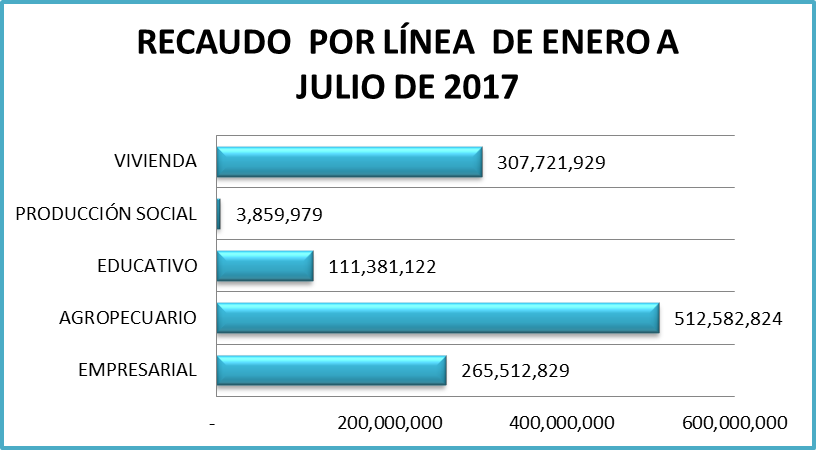 RECAUDO POR LÍNEA DE ENERO A
JULIO DE 2017
VIVIENDA
307,721,929
PRODUCCIÓN SOCIAL
3,859,979
EDUCATIVO
111,381,122
AGROPECUARIO
512,582,824
EMPRESARIAL
265,512,829
- 200,000,000 400,000,000 600,000,000